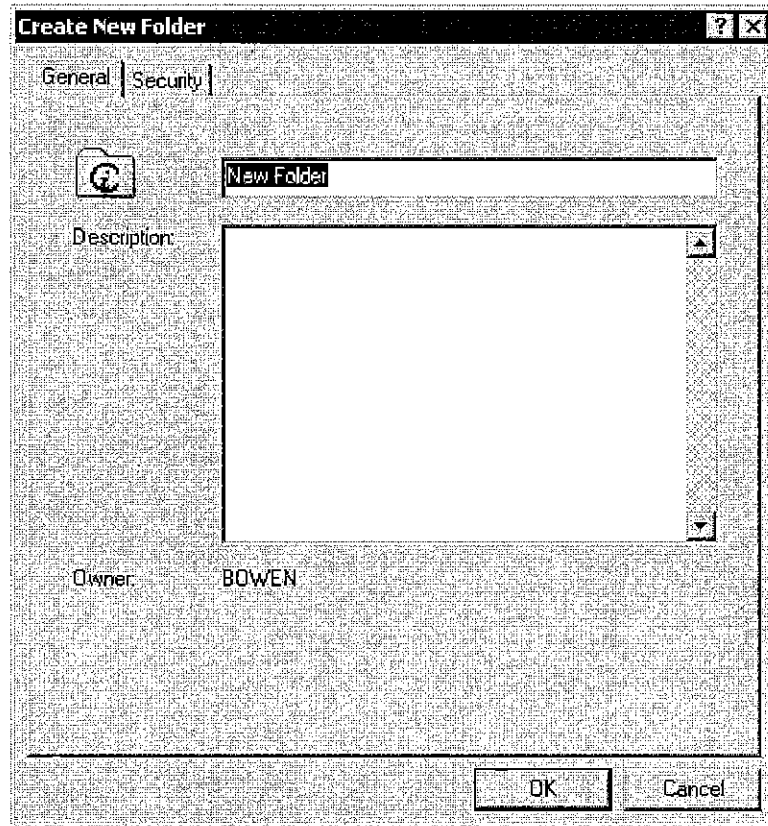 Create New Folder
General Security
New Folder
Description:
Owner: BOWEN
OK Cancel